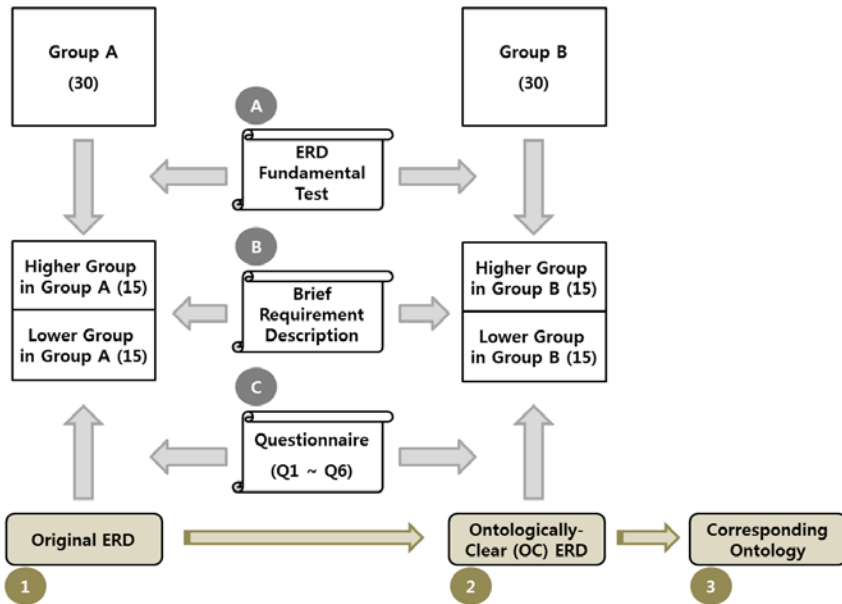 Group A
(30)
Group B
(30)
A
ERD
Fundamental
Test
B
Higher Group
in Group A (15)
Lower Group
in Group A (15)
Brief
Requirement
Description
Higher Group
in Group B (15)
Lower Group
in Group B (15)
C
Questionnaire
(Q1 ~ Q6)
Original ERD
Ontologically-
Clear (OC) ERD
Corresponding
Ontology
1
2
3